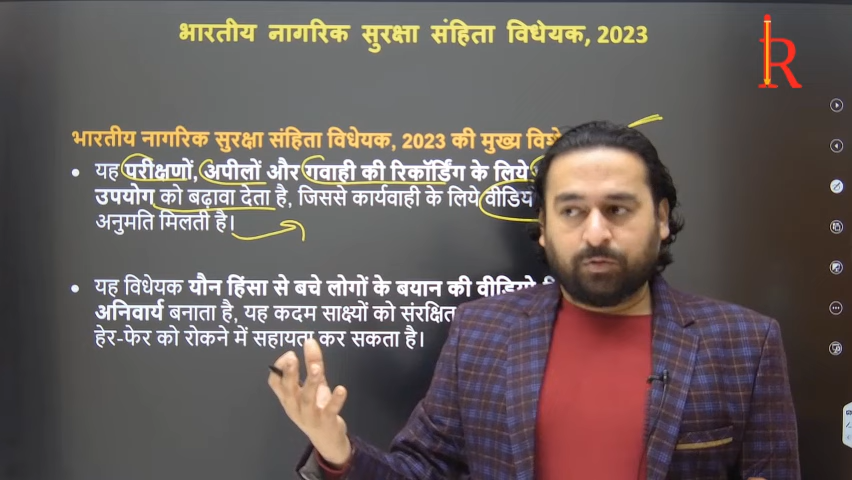 भारतीय नागरिक सुरक्षा संहिता विधेयक, 2023
R
भारतीय नागरिक सुरक्षा संहिता विधेयक, 2023 की मुख्य
यह परीक्षणों, अपीलों और गवाही की रिकॉर्डिंग के लिये
उपयोग को बढ़ावा देता है, जिससे कार्यवाही के लिये
अनुमति मिलती है।
यह विधेयक यौन हिंसा से बचे लोगों के बयान की वीडियो
अनिवार्य बनाता है, यह कदम साक्ष्यों को संरक्षित
हेर-फेर को रोकने में सहायता कर सकता है।